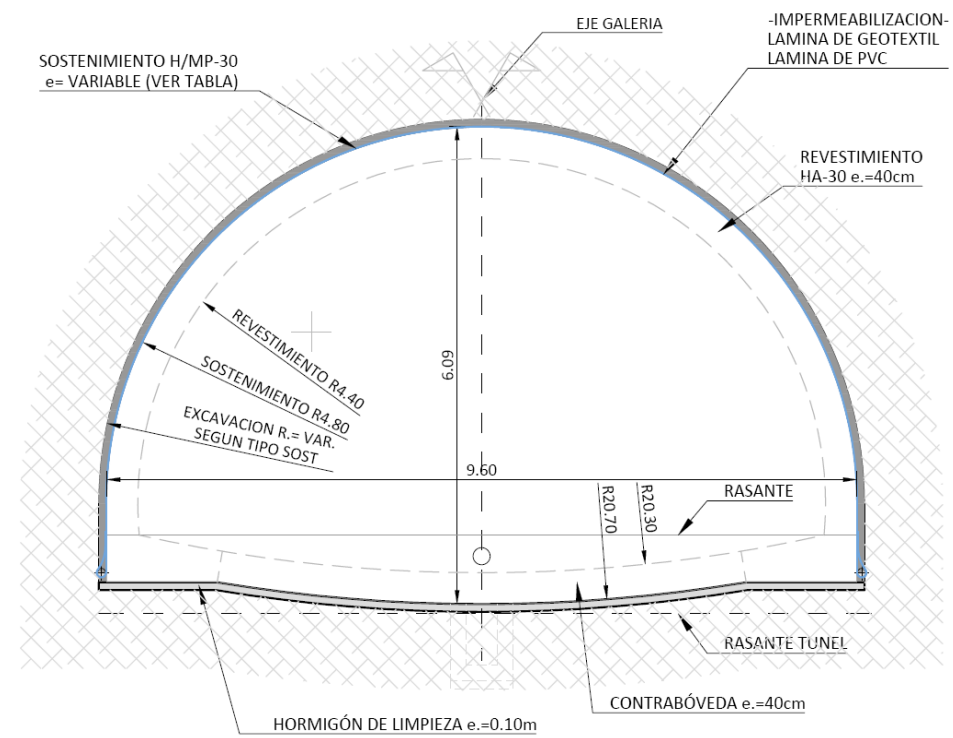 EJE GALERIA
-IMPERMEABILIZACION-
LAMINA DE GEOTEXTIL
LAMINA DE PVC
SOSTENIMIENTO H/MP-30
e= VARIABLE (VER TABLA)
REVESTIMIENTO
HA-30 e.=40cm
REVESTIMIENTO R4.40
SOSTENIMIENTO R4.80
EXCAVACION R.= VAR.
SEGUN TIPO SOST
6.09
9.60
R20.70
R20.30
RASANTE
RASANTE TUNEL
CONTRABÓVEDA e.=40cm
HORMIGÓN DE LIMPIEZA e.=0.10m